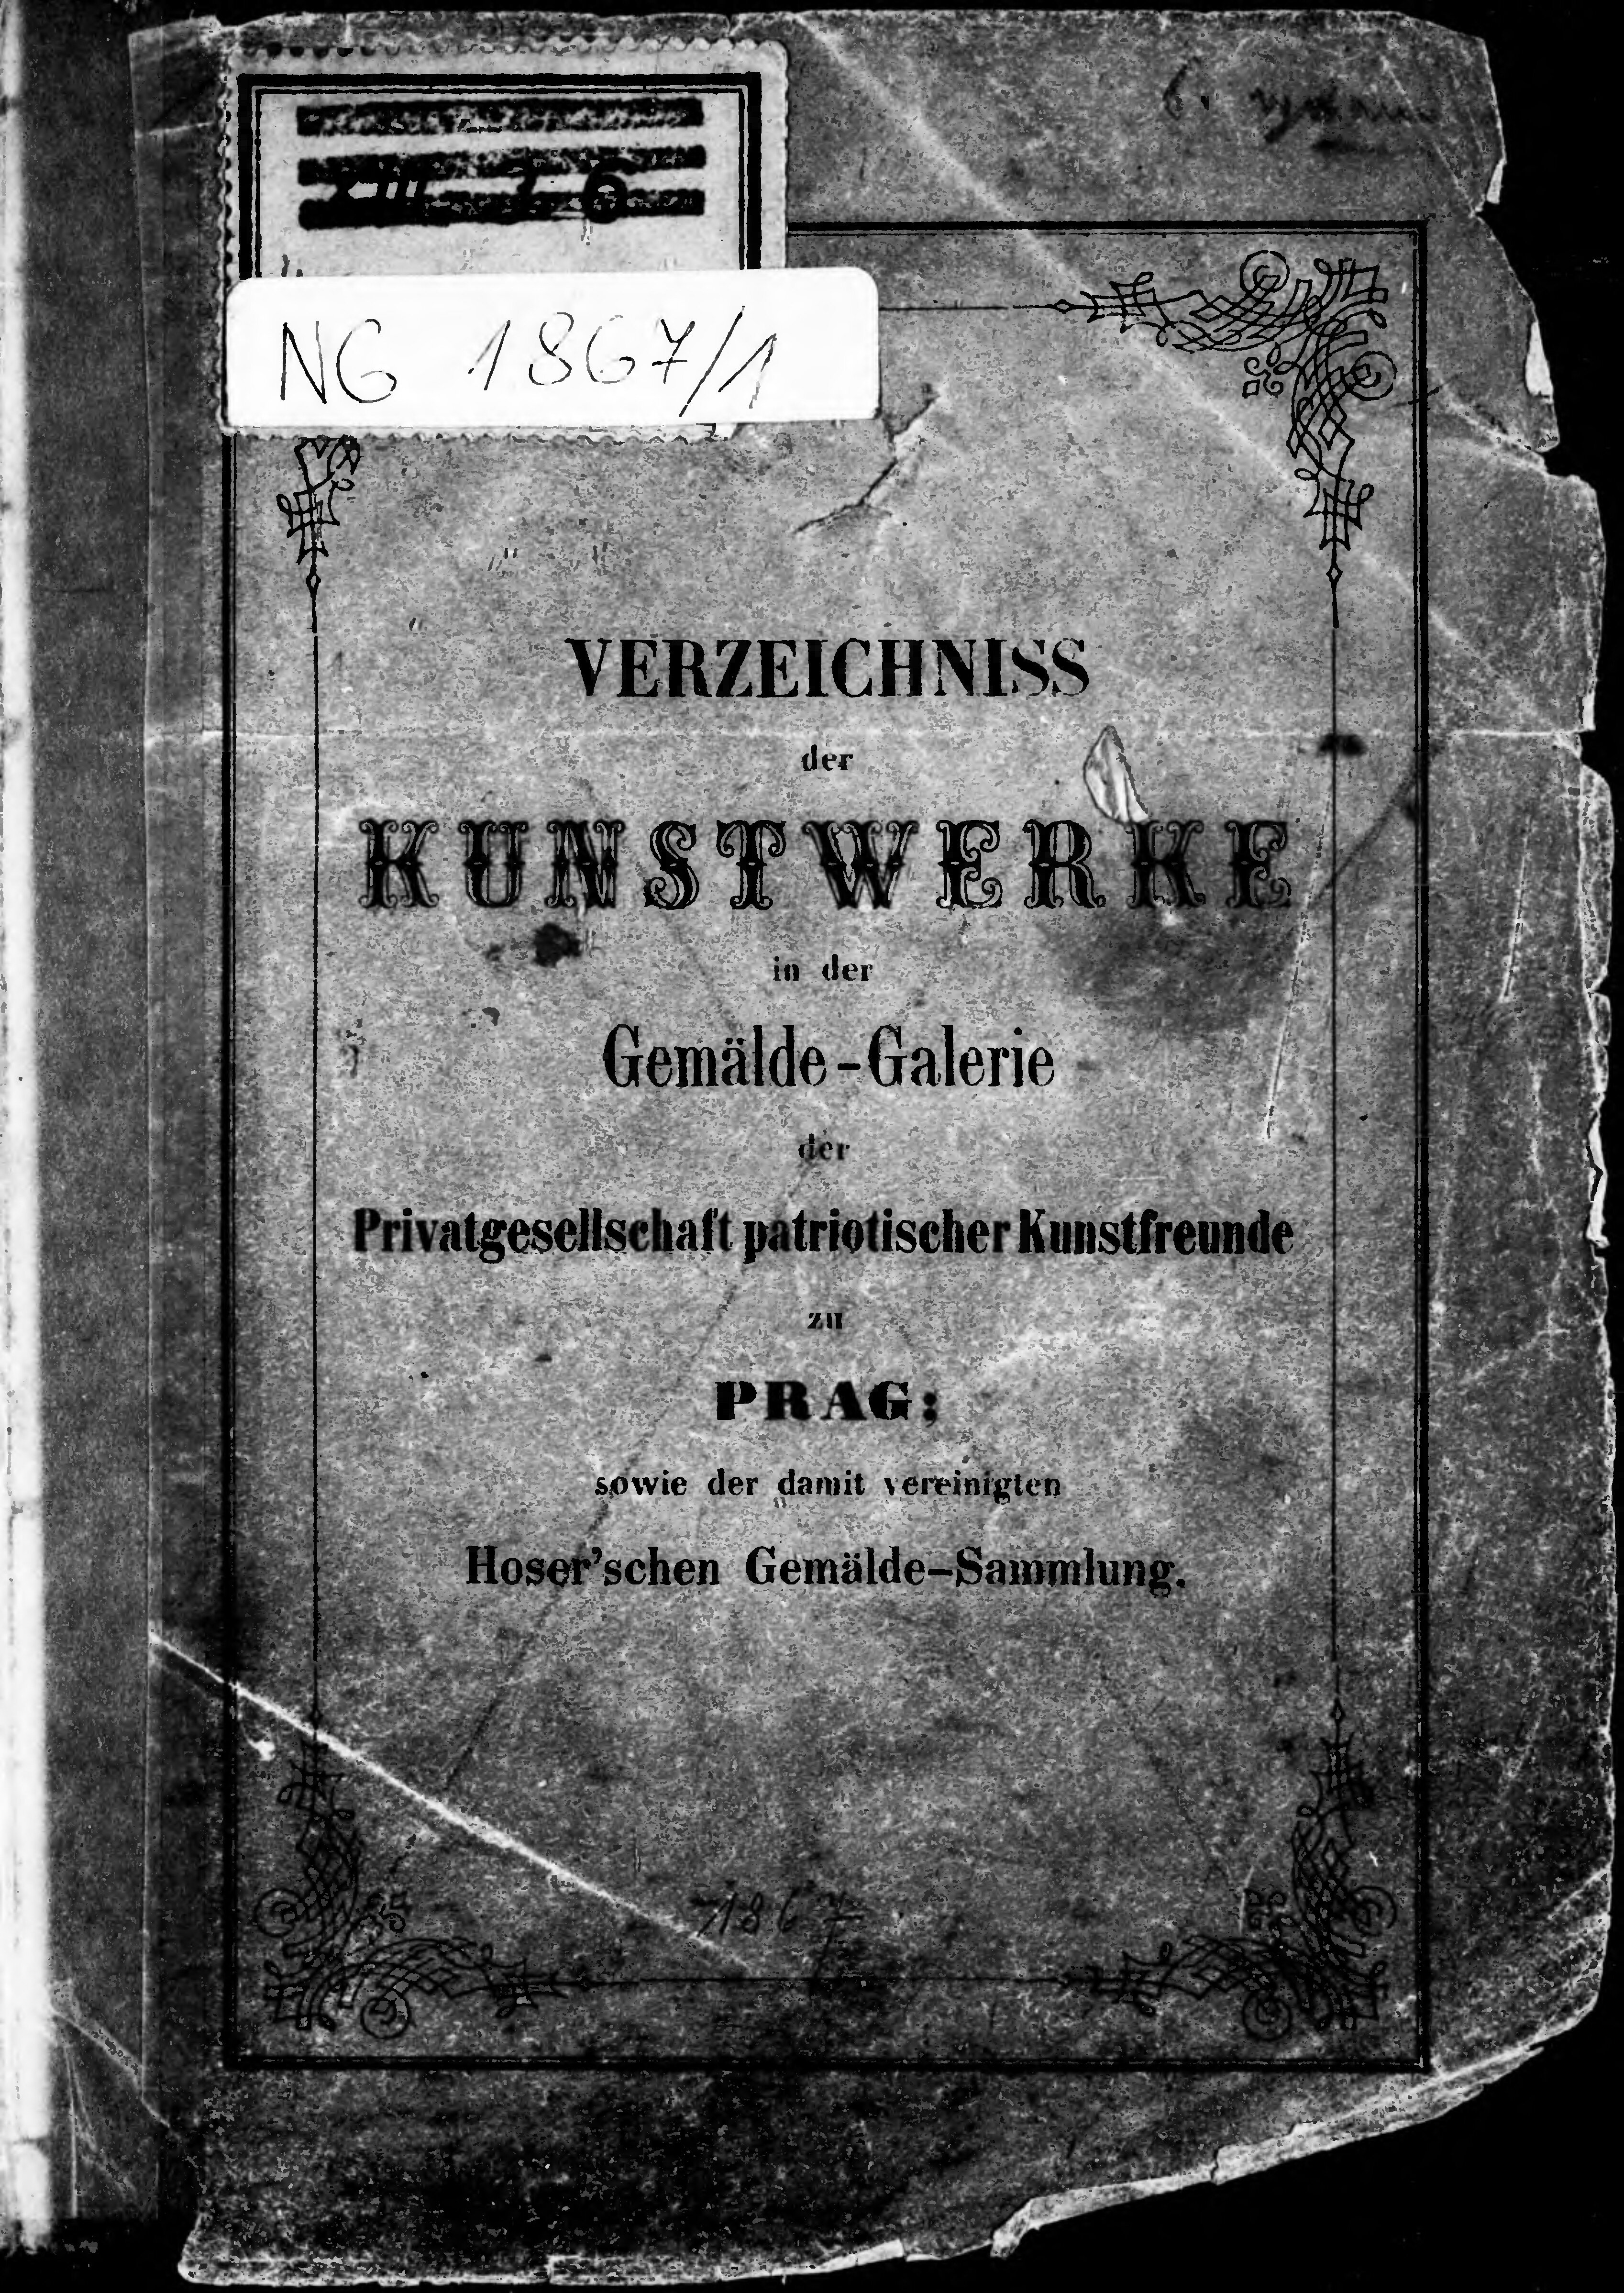 NG 1867/1
VERZEICHNISS
der
KUNSTWERKE
in der
Gemälde-Galerie
der
Privatgesellschaft patriotischer Kunstfreunde
zu
PRAG;
sowie der damit vereinigten
Hoser'schen Gemälde-Sammlung.
1867